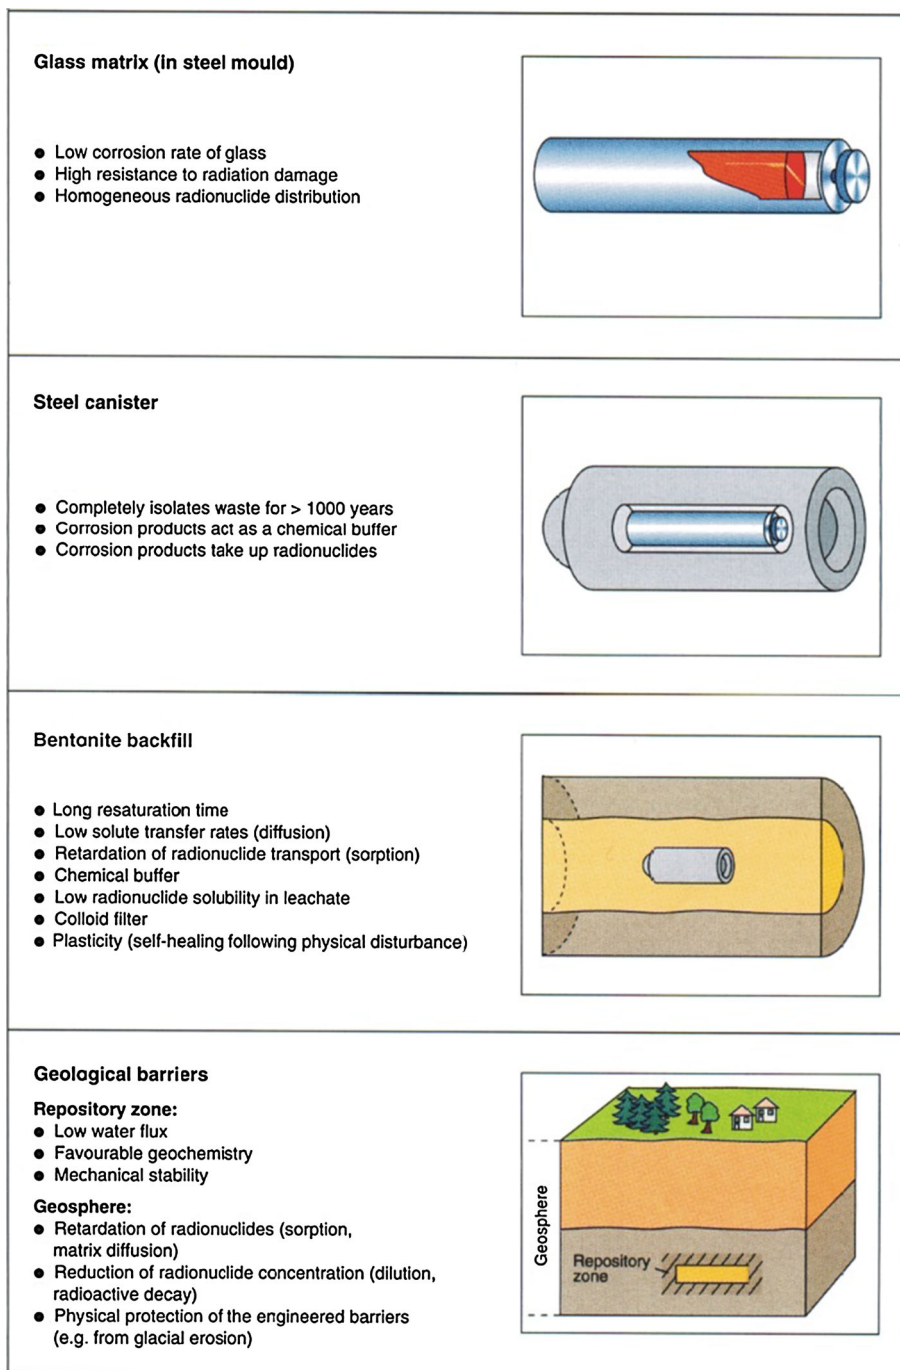 Glass matrix (in steel mould)
● Low corrosion rate of glass
● High resistance to radiation damage
● Homogeneous radionuclide distribution
Steel canister
● Completely isolates waste for > 1000 years
● Corrosion products act as a chemical buffer
● Corrosion products take up radionuclides
Bentonite backfill
● Long resaturation time
● Low solute transfer rates (diffusion)
● Retardation of radionuclide transport (sorption)
● Chemical buffer
● Low radionuclide solubility in leachate
● Colloid filter
● Plasticity (self-healing following physical disturbance)
Geological barriers
Repository zone:
● Low water flux
● Favourable geochemistry
● Mechanical stability
Geosphere:
● Retardation of radionuclides (sorption,
matrix diffusion)
● Reduction of radionuclide concentration (dilution,
radioactive decay)
● Physical protection of the engineered barriers
(e.g. from glacial erosion)
Geosphere
Repository
zone